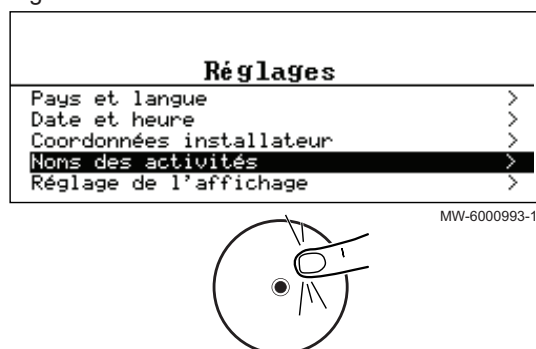 Réglages
Pays et langue >
Date et heure >
Coordonnées installateur >
Noms des activités >
Réglage de l'affichage >
MW-6000993-1